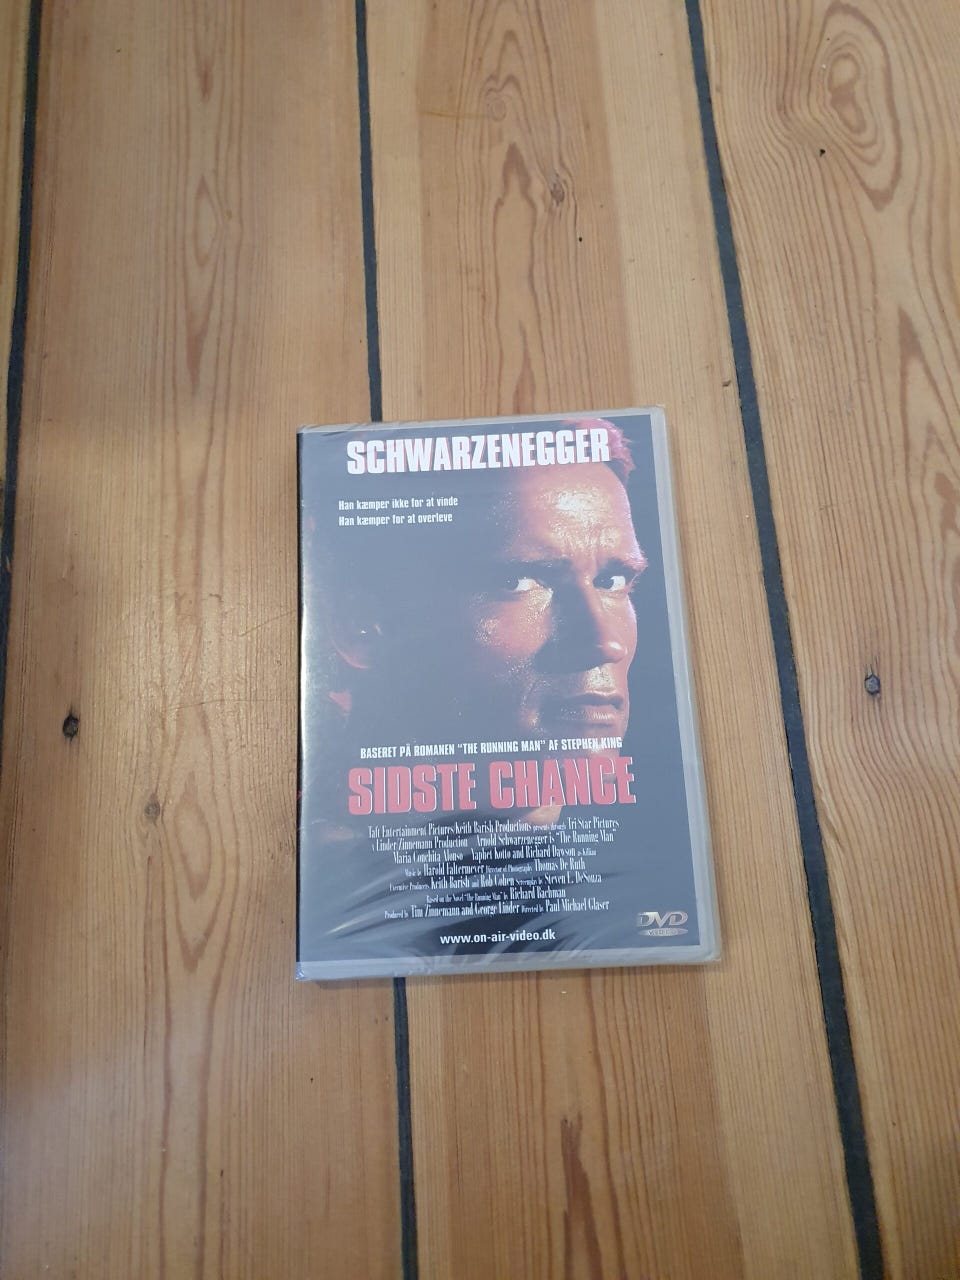 SCHWARZENEGGER
Han kæmper ikke for at vinde
Han kæmper for at overleve
BASERET PÅ ROMANEN "THE RUNNING MAN" AF STEPHEN KING
SIDSTE CHANCE
Taft Entertainment Pictures/Keith Barish Productions presents through Tri Star Pictures
Linder/Zinnemann Production Arnold Schwarzenegger is "The Running Man"
Maria Conchita Alonso Yaphet Kotto and Richard Dawson as Killian
Music by Harold Faltermeyer Director of Photography Thomas De Ruth
Executive Producers Keith Barish and Rob Cohen Screenplay by Steven E. DeSouza
Based on the Novel "The Running Man" by Richard Bachman
Produced by Tim Zinnemann and George Linder Directed by Paul Michael Glaser
DVD
VIDEO
www.on-air-video.dk